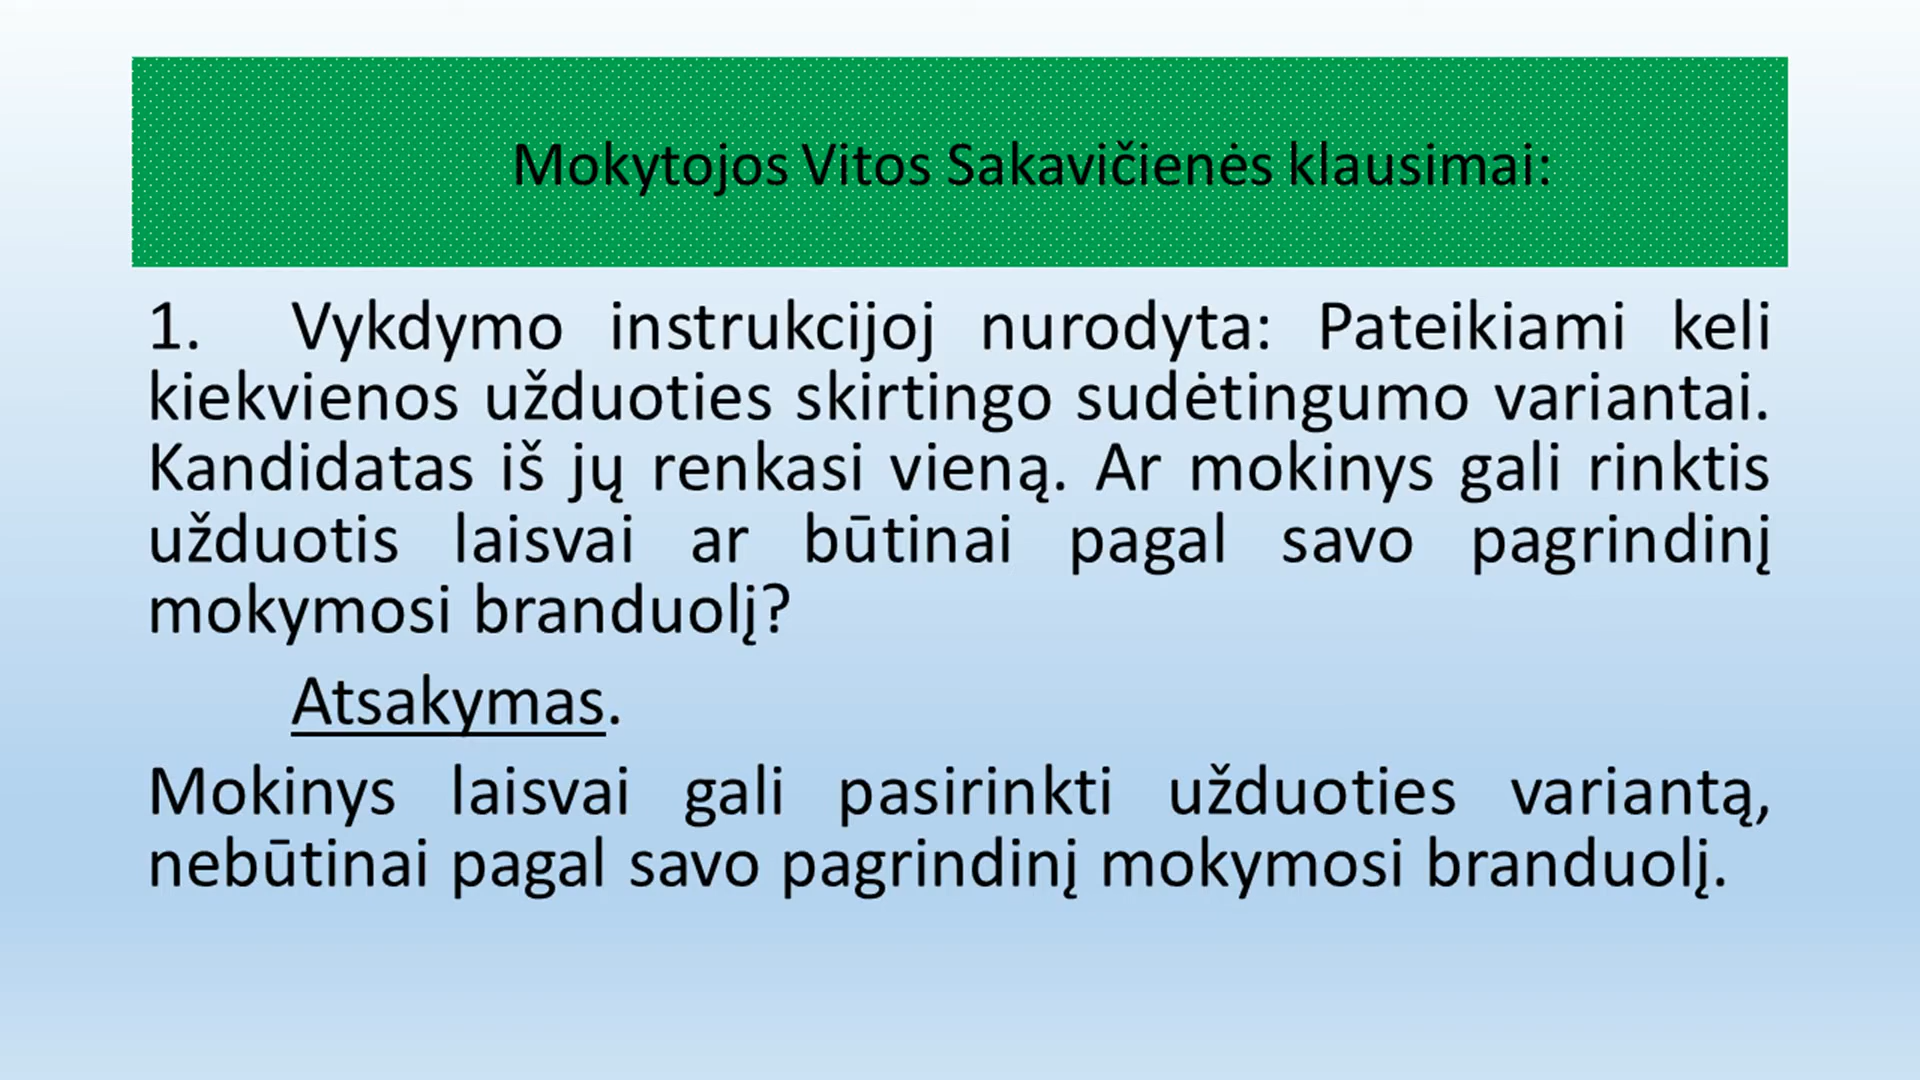 Mokytojos Vitos Sakavičienės klausimai:
1. Vykdymo instrukcijoj nurodyta: Pateikiami keli
kiekvienos užduoties skirtingo sudėtingumo variantai.
Kandidatas iš jų renkasi vieną. Ar mokinys gali rinktis
užduotis laisvai ar būtinai pagal savo pagrindinį
mokymosi branduolį?
Atsakymas.
Mokinys laisvai gali pasirinkti užduoties variantą,
nebūtinai pagal savo pagrindinį mokymosi branduolį.